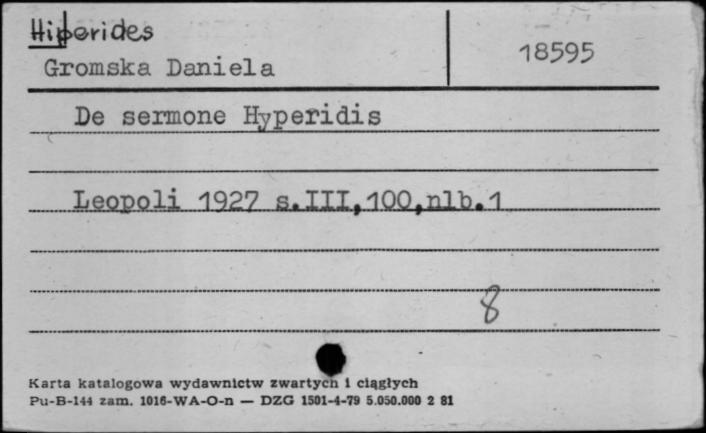 Hiperides
Gromska Daniela
18595
De sermone Hyperidis
Leopoli 1927 s.III,100,nlb.1
8
Karta katalogowa wydawnictw zwartych i ciągłych
Pu-B-144 zam. 1016-WA-O-n — DZG 1501-4-79 5.050.000 2 81